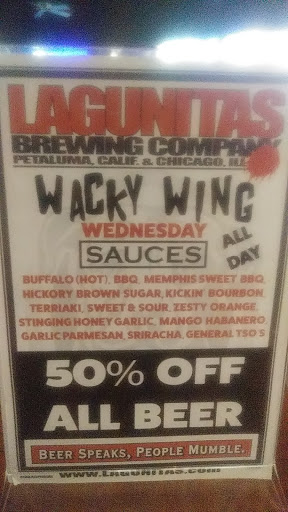 LAGUNITAS
BREWING COMPANY
PETALUMA, CALIF. & CHICAGO, ILL
WACKY WING
WEDNESDAY
ALL DAY
SAUCES
BUFFALO (HOT), BBQ, MEMPHIS SWEET BBQ,
HICKORY BROWN SUGAR, KICKIN' BOURBON,
TERRIAKI, SWEET & SOUR, ZESTY ORANGE,
STINGING HONEY GARLIC, MANGO HABANERO
GARLIC PARMESAN, SRIRACHA, GENERAL TSO'S
50% OFF
ALL BEER
BEER SPEAKS, PEOPLE MUMBLE.
WWW.LAGUNITAS.COM